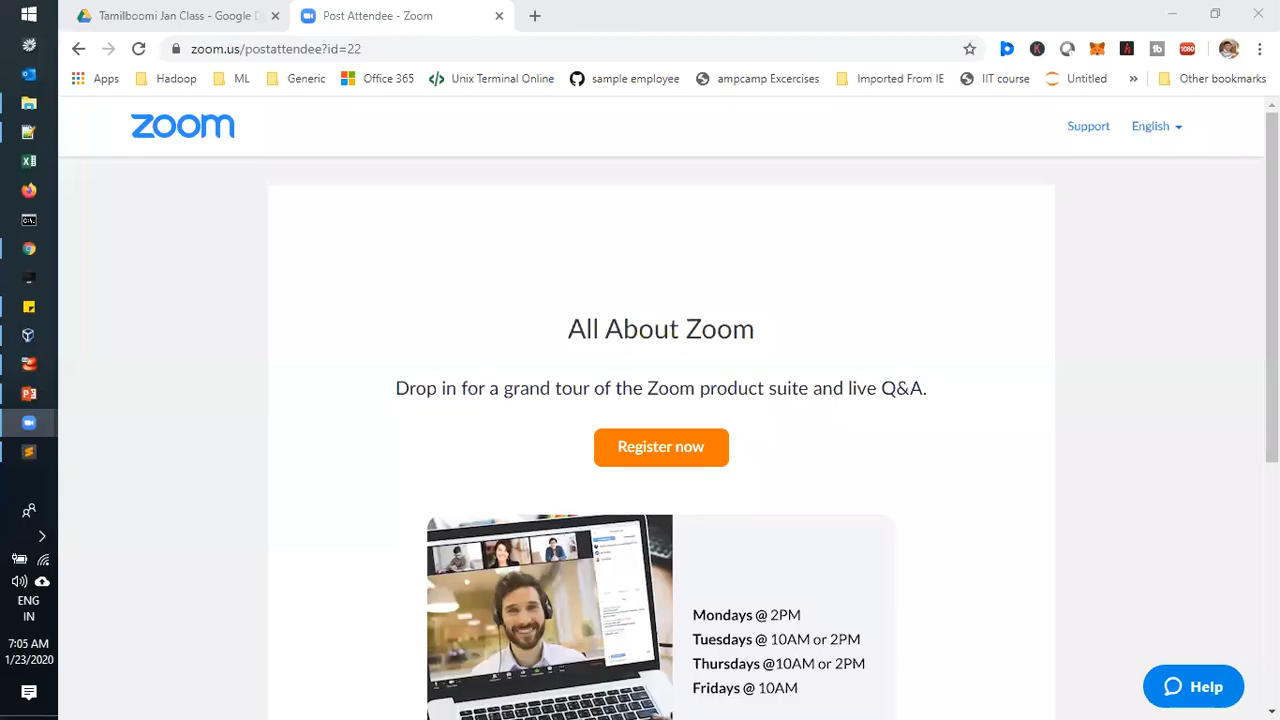 Tamilboomi Jan Class - Google D
Post Attendee - Zoom
zoom.us/postattendee?id=22
1080
Apps
Hadoop
ML
Generic
Office 365
Unix Terminal Online
sample employee
ampcamp Excercises
Imported From IE
IIT course
Untitled
»
Other bookmarks
zoom
Support
English
All About Zoom
Drop in for a grand tour of the Zoom product suite and live Q&A.
Register now
Mondays @ 2PM
Tuesdays @ 10AM or 2PM
Thursdays @10AM or 2PM
Fridays @ 10AM
Help
ENG
IN
7:05 AM
1/23/2020